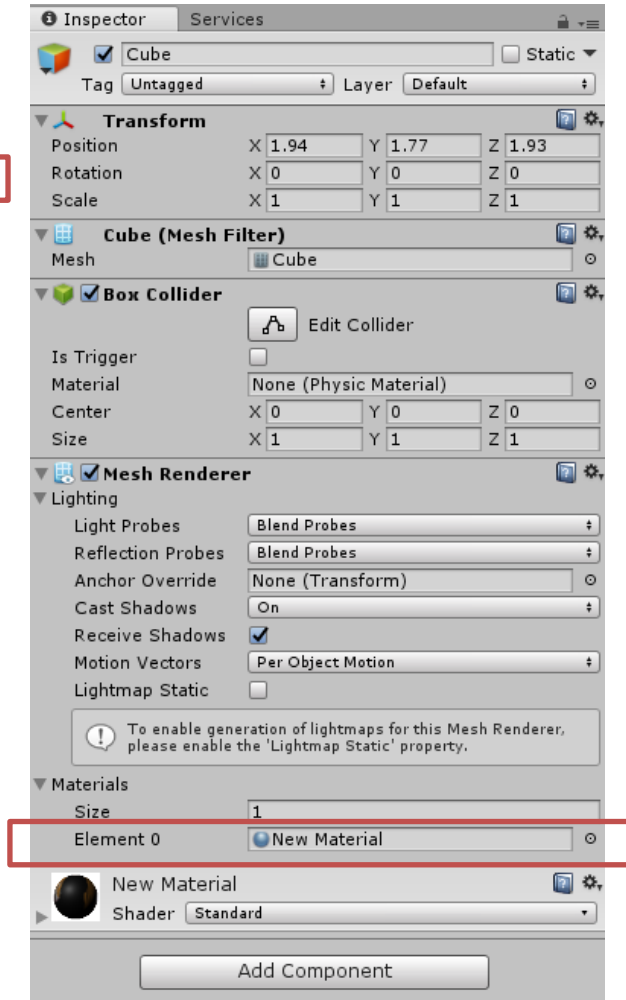 Inspector Services
Cube Static
Tag Untagged Layer Default
Transform
Position X 1.94 Y 1.77 Z 1.93
Rotation X 0 Y 0 Z 0
Scale X 1 Y 1 Z 1
Cube (Mesh Filter)
Mesh Cube
Box Collider
Edit Collider
Is Trigger
Material None (Physic Material)
Center X 0 Y 0 Z 0
Size X 1 Y 1 Z 1
Mesh Renderer
Lighting
Light Probes Blend Probes
Reflection Probes Blend Probes
Anchor Override None (Transform)
Cast Shadows On
Receive Shadows
Motion Vectors Per Object Motion
Lightmap Static
To enable generation of lightmaps for this Mesh Renderer,
please enable the 'Lightmap Static' property.
Materials
Size 1
Element 0 New Material
New Material
Shader Standard
Add Component